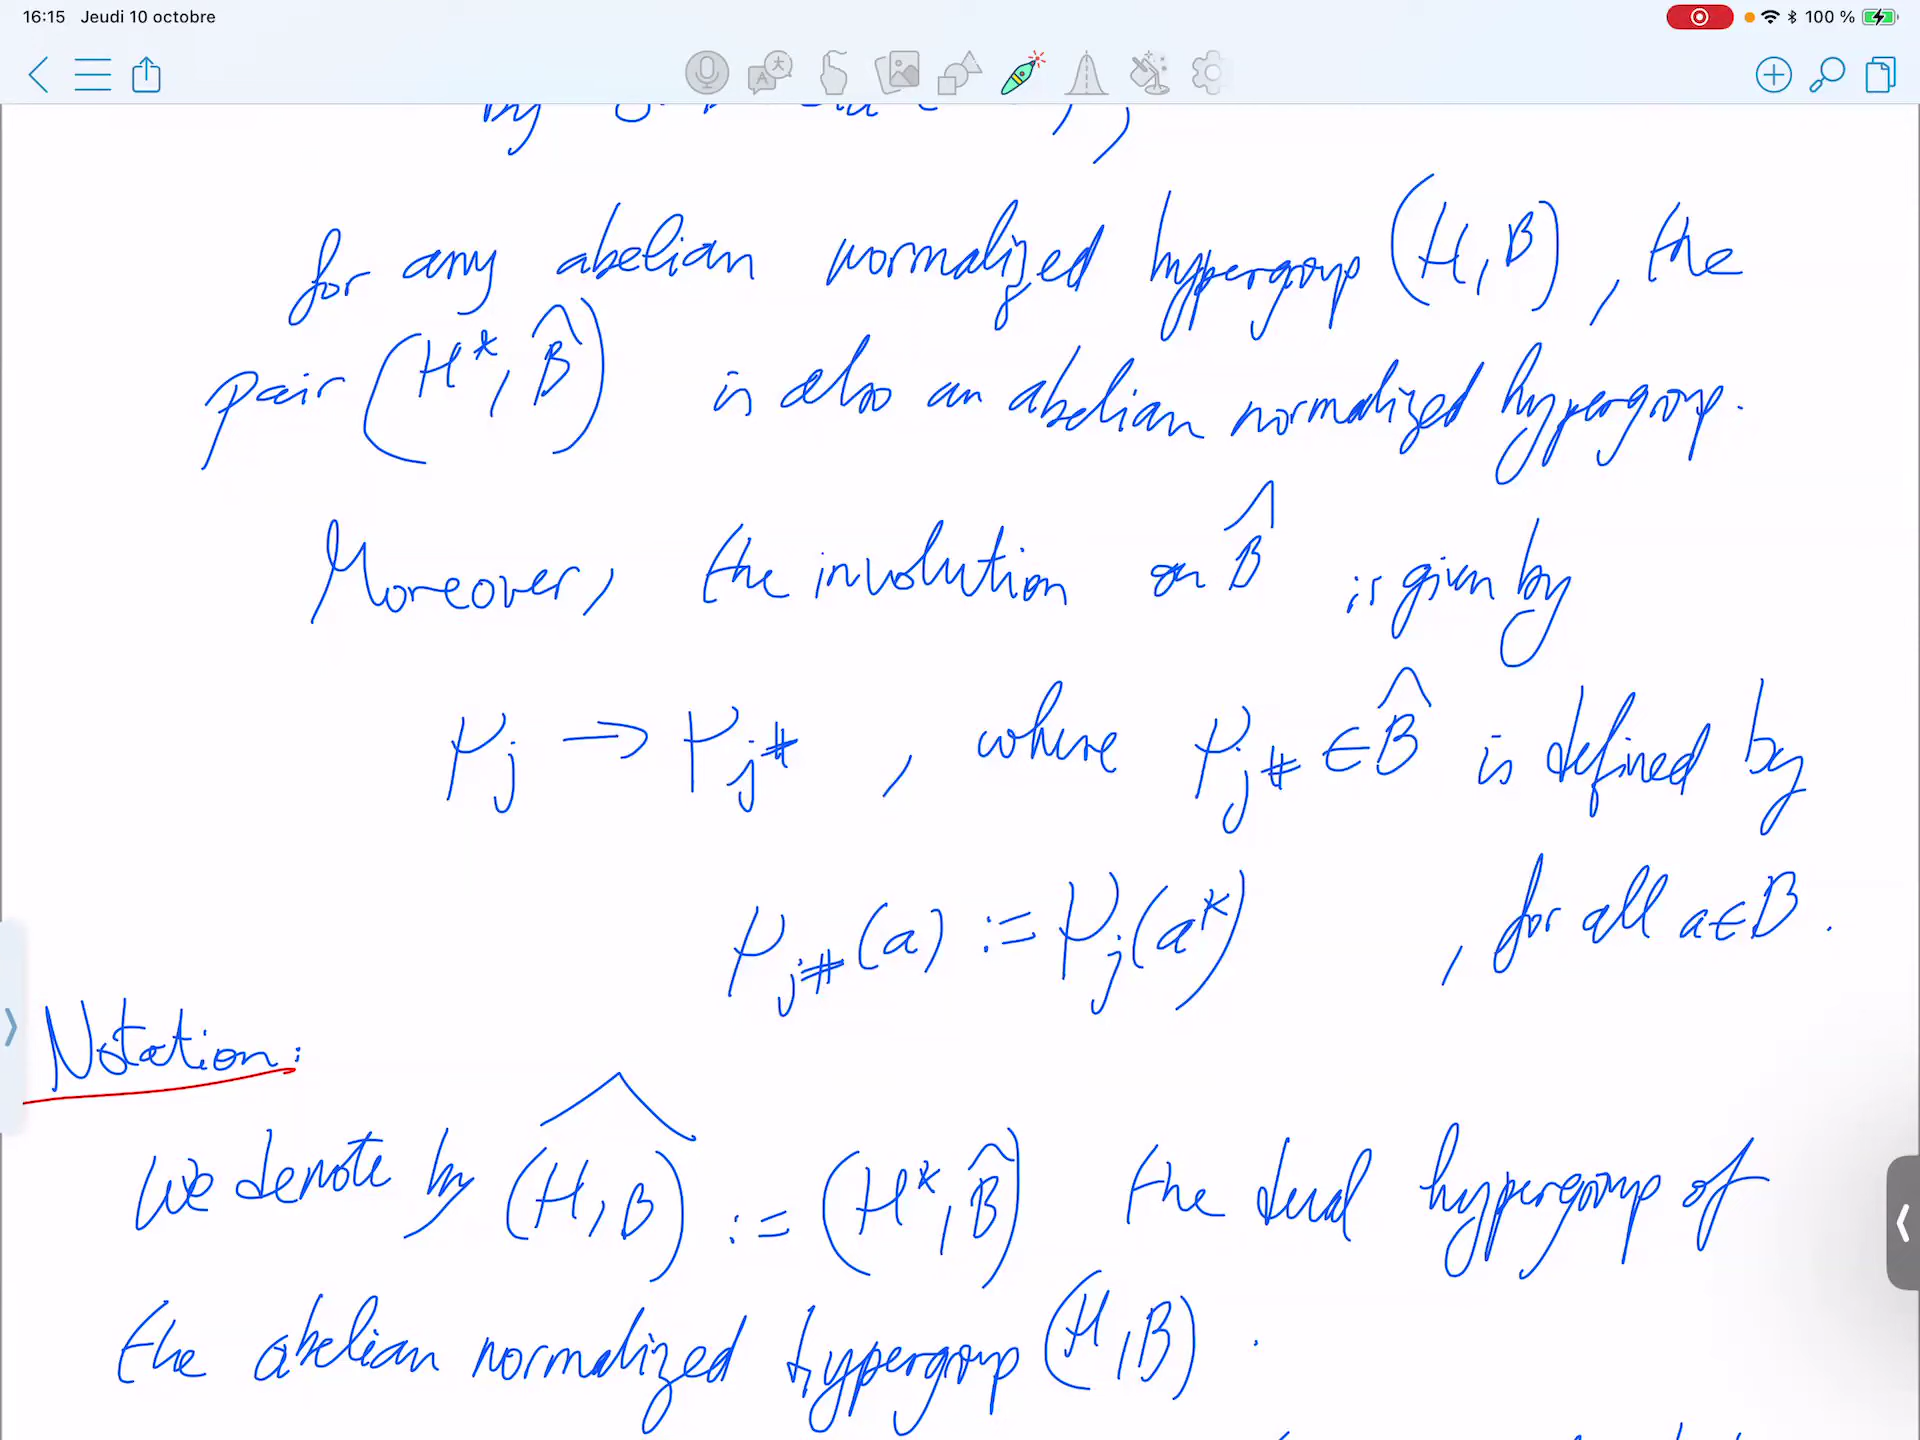 16:15 Jeudi 10 octobre 100 %
by
for any abelian normalized hypergroup (H, B), the
pair (H*, B̂) is also an abelian normalized hypergroup.
Moreover, the involution on B̂ is given by
μⱼ → μⱼ# , where μⱼ# ∈ B̂ is defined by
μⱼ#(a) := μⱼ(a*) , for all a∈B.
Notation:
We denote by (H, B)^ := (H*, B̂) the dual hypergroup of
the abelian normalized hypergroup (H, B).